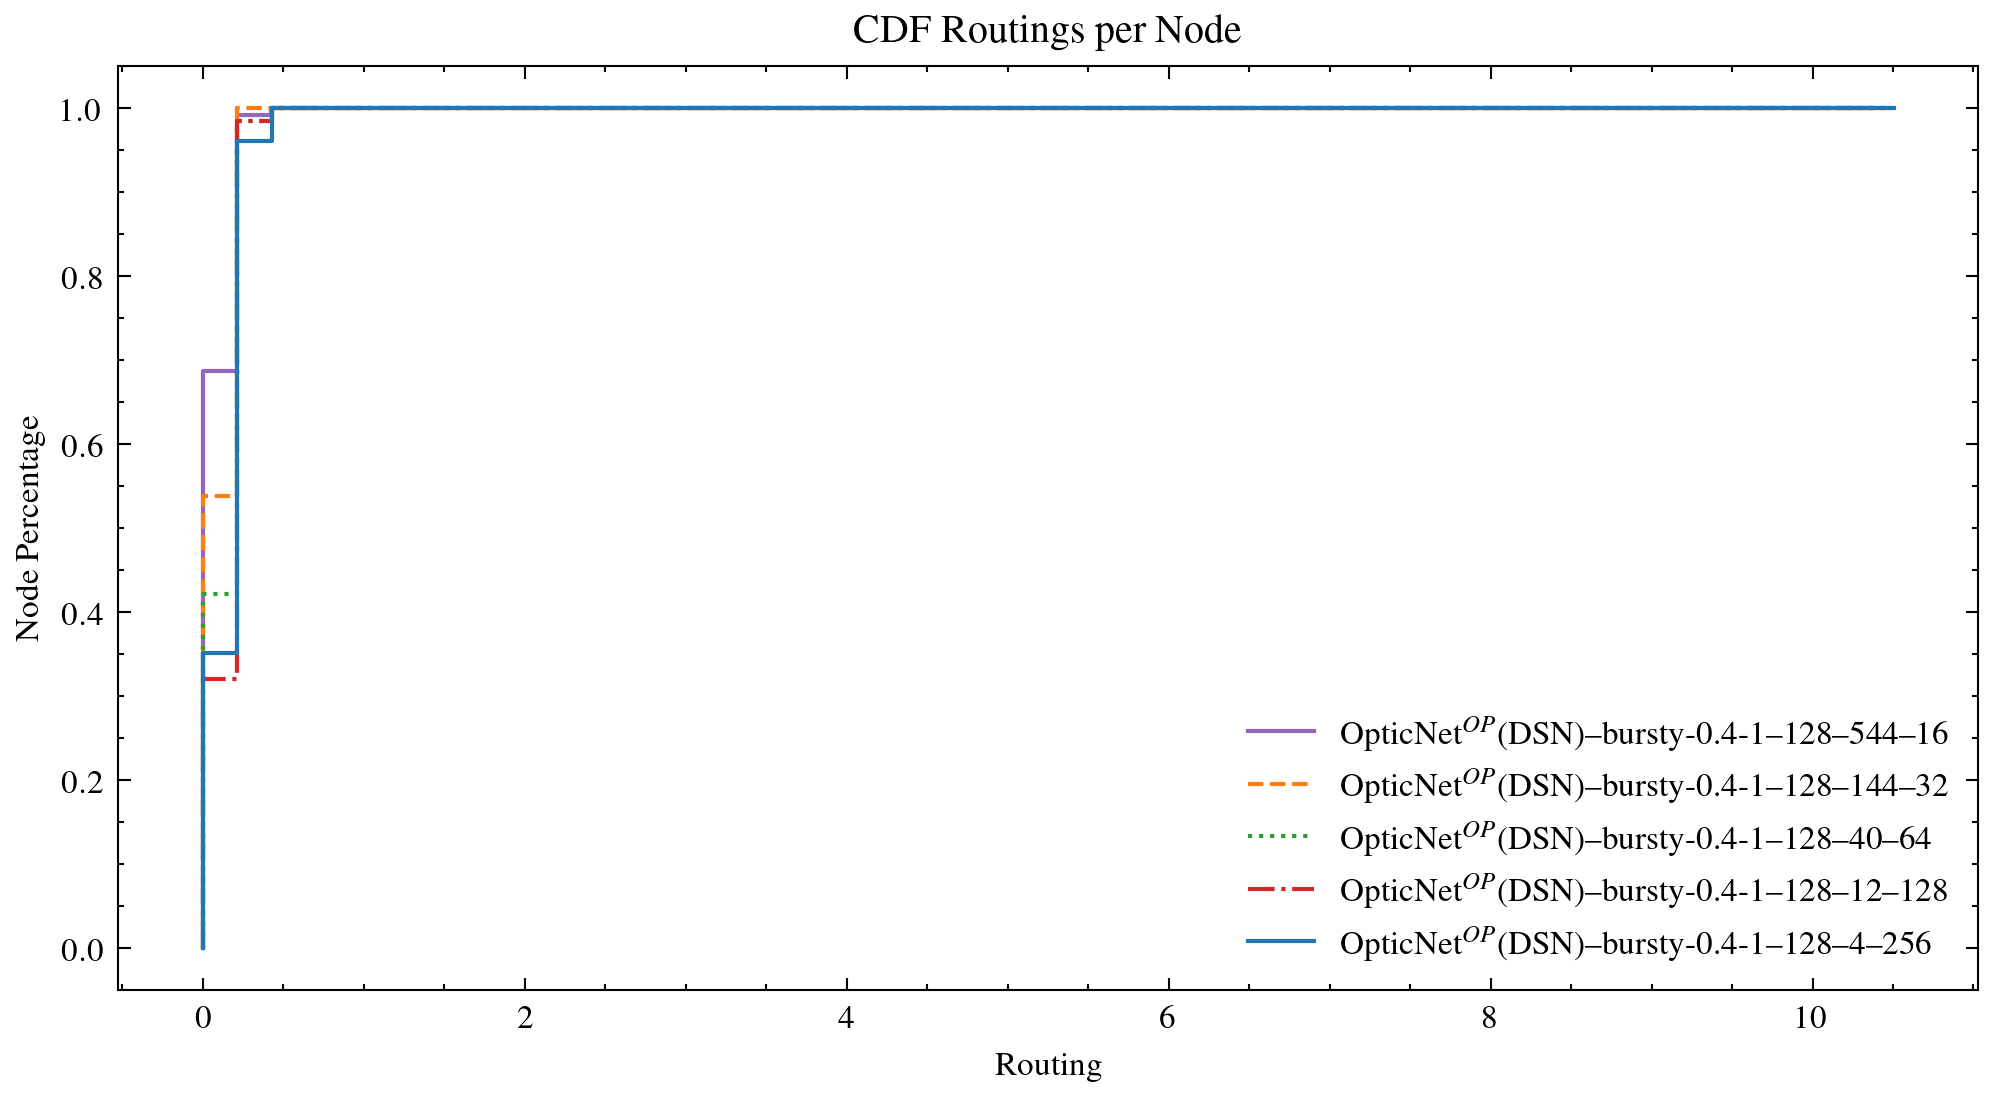 CDF Routings per Node
1.0
0.8
0.6
0.4
0.2
0.0
Node Percentage
OpticNet^OP(DSN)–bursty-0.4-1–128–544–16
OpticNet^OP(DSN)–bursty-0.4-1–128–144–32
OpticNet^OP(DSN)–bursty-0.4-1–128–40–64
OpticNet^OP(DSN)–bursty-0.4-1–128–12–128
OpticNet^OP(DSN)–bursty-0.4-1–128–4–256
0 2 4 6 8 10
Routing